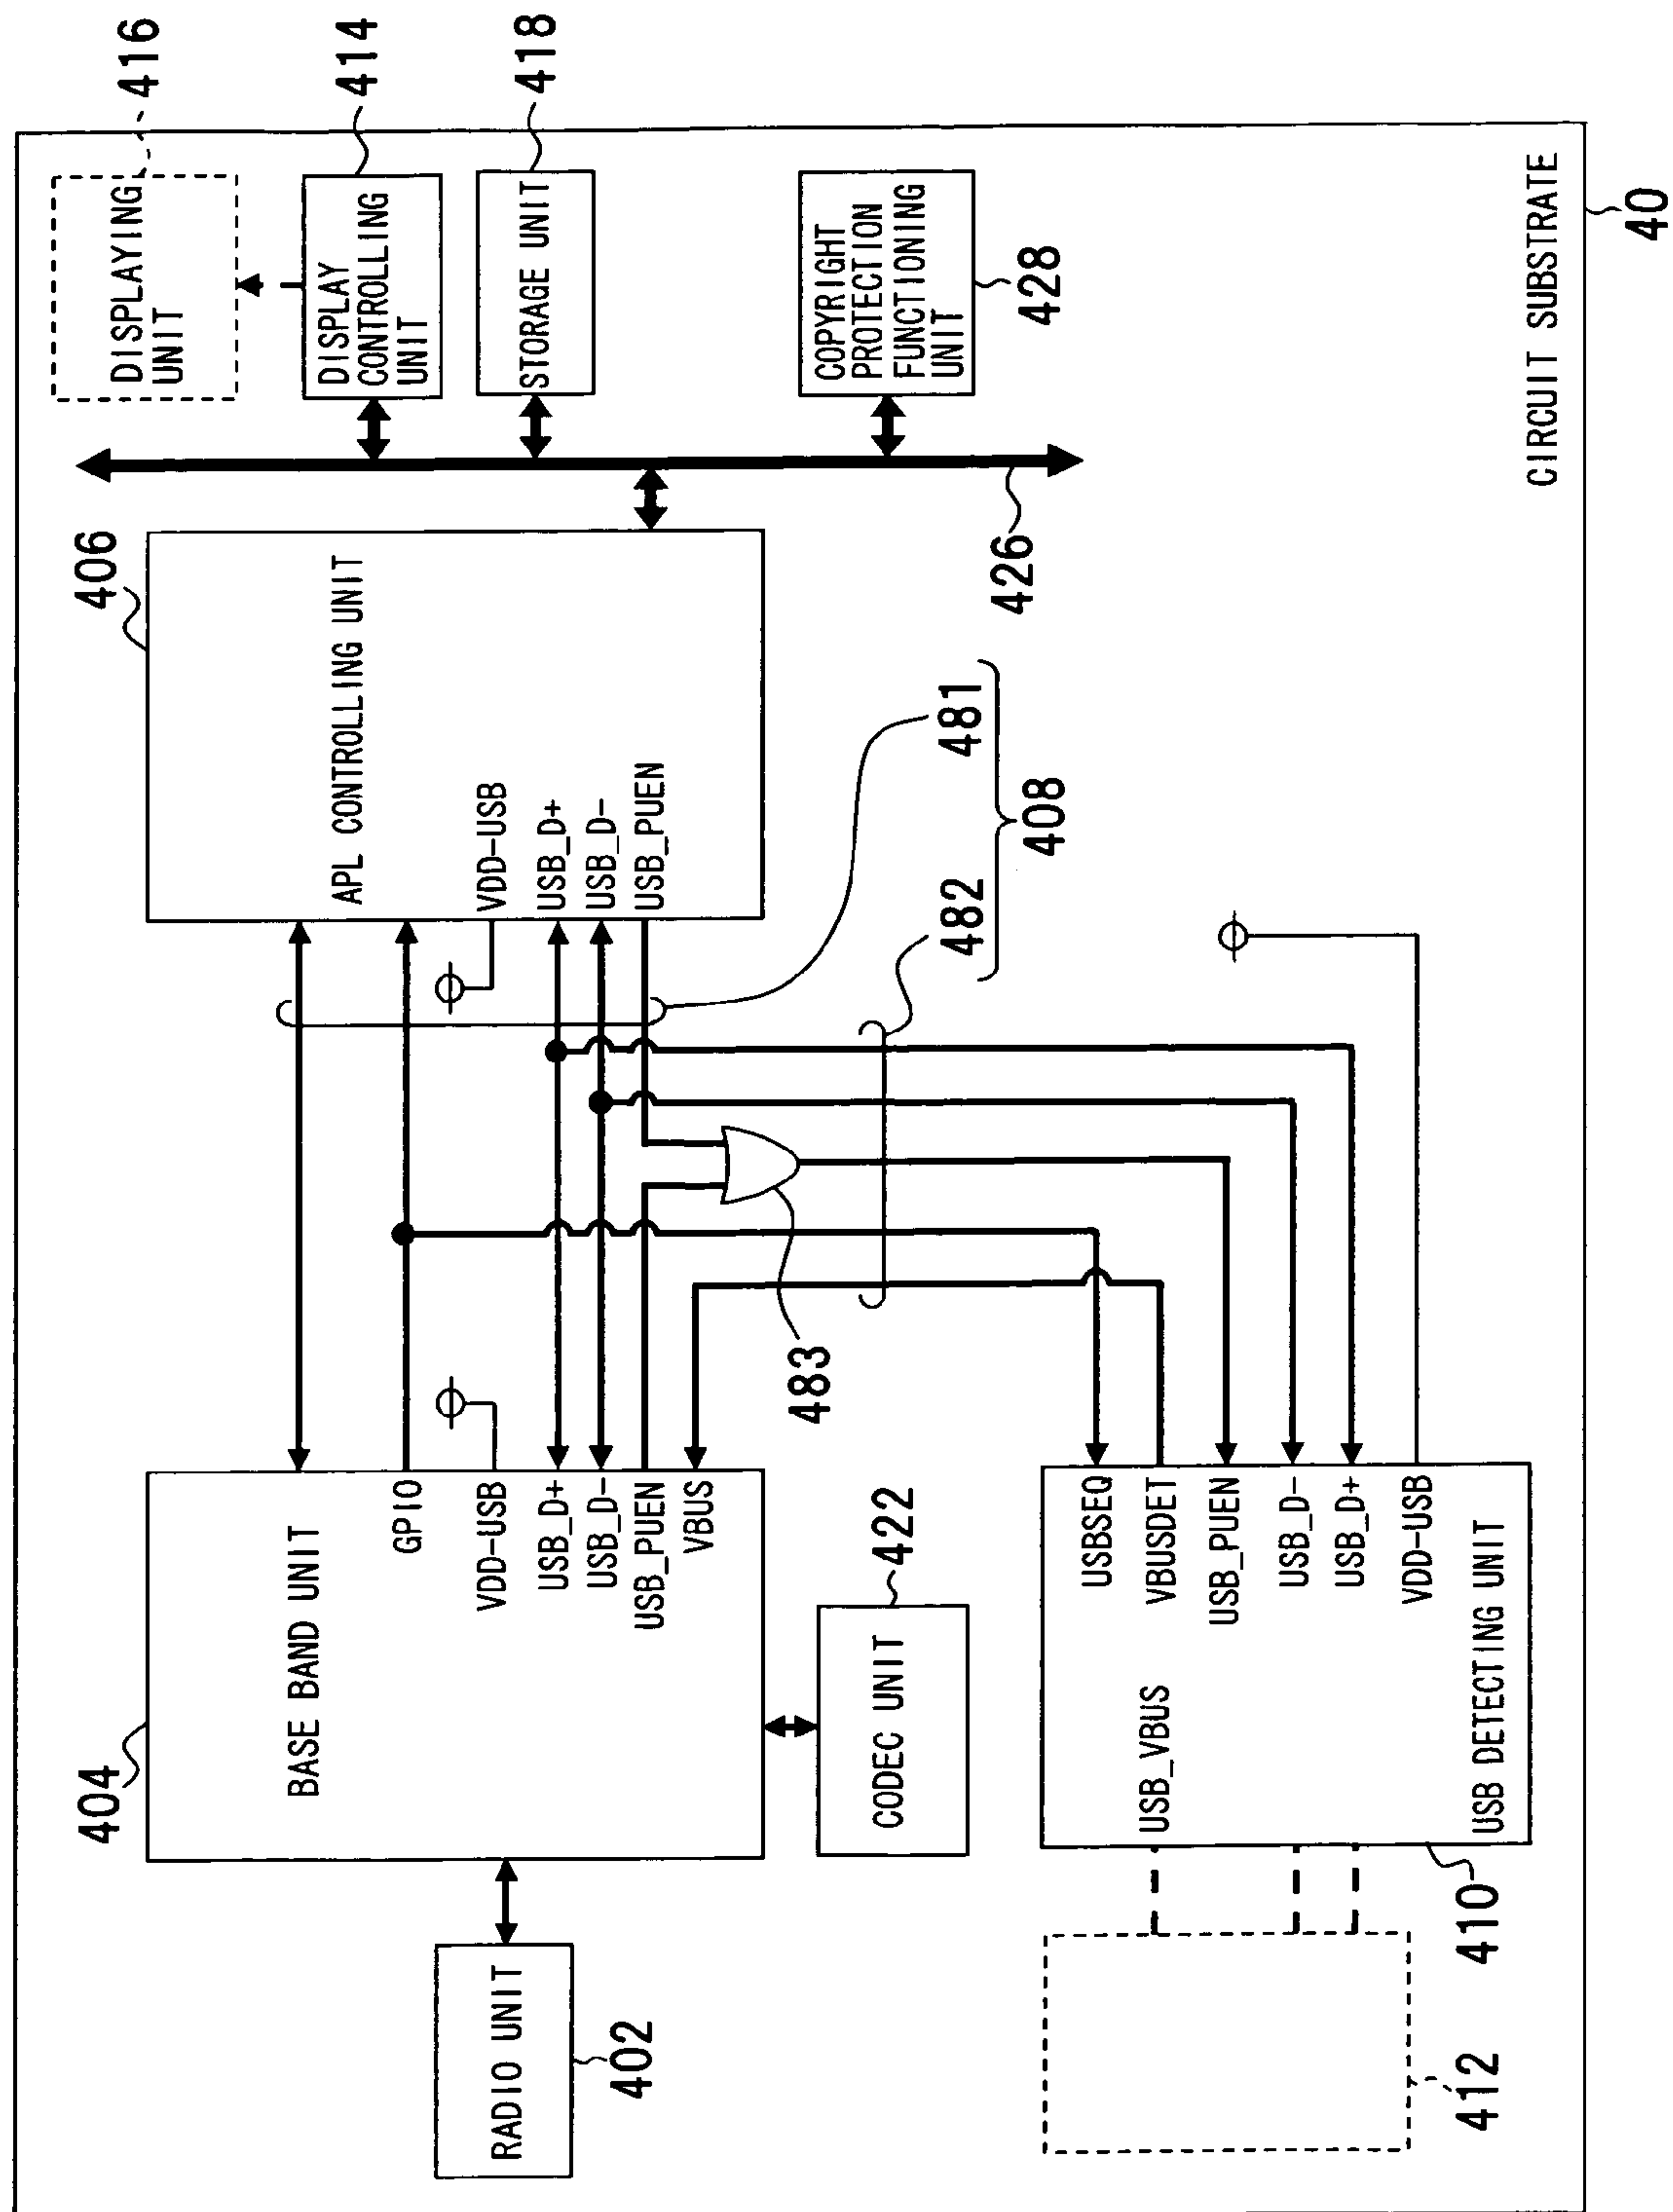 404
BASE BAND UNIT
GPIO
VDD-USB
USB_D+
USB_D-
USB_PUEN
VBUS
406
APL CONTROLLING UNIT
VDD-USB
USB_D+
USB_D-
USB_PUEN
DISPLAYING
UNIT
416
DISPLAY
CONTROLLING
UNIT
414
STORAGE UNIT
418
COPYRIGHT
PROTECTION
FUNCTIONING
UNIT
428
426
RADIO UNIT
402
CODEC UNIT
422
483
482
481
408
USB_VBUS
USBSEQ
VBUSDET
USB_PUEN
USB_D-
USB_D+
VDD-USB
USB DETECTING UNIT
410
412
CIRCUIT SUBSTRATE
40